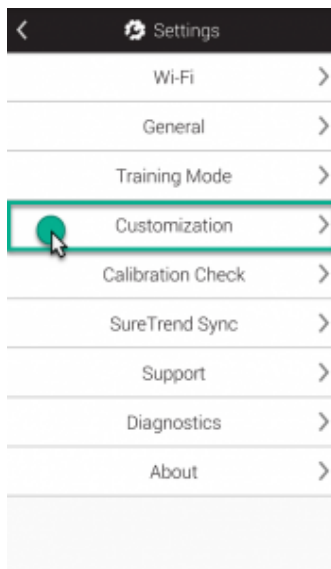 Settings
Wi-Fi
General
Training Mode
Customization
Calibration Check
SureTrend Sync
Support
Diagnostics
About